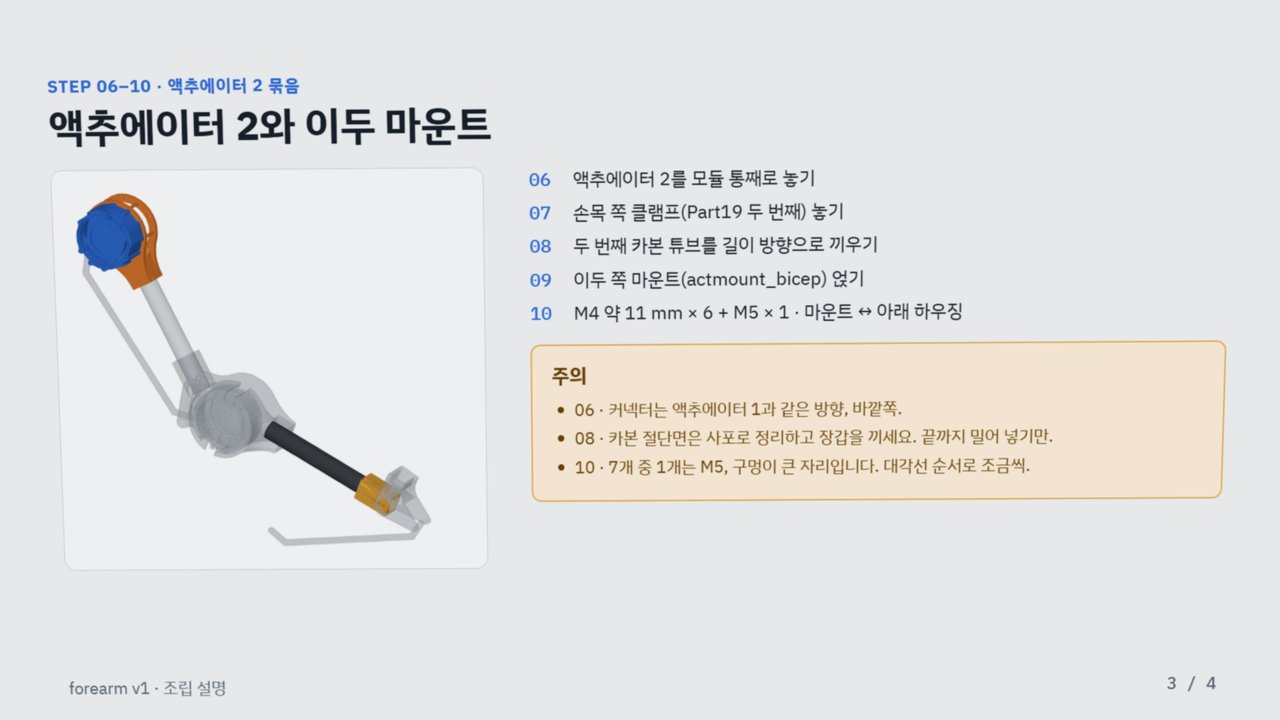 STEP 06–10 · 액추에이터 2 묶음
액추에이터 2와 이두 마운트
06 액추에이터 2를 모듈 통째로 놓기
07 손목 쪽 클램프(Part19 두 번째) 놓기
08 두 번째 카본 튜브를 길이 방향으로 끼우기
09 이두 쪽 마운트(actmount_bicep) 얹기
10 M4 약 11 mm × 6 + M5 × 1 · 마운트 ↔ 아래 하우징
주의
• 06 · 커넥터는 액추에이터 1과 같은 방향, 바깥쪽.
• 08 · 카본 절단면은 사포로 정리하고 장갑을 끼세요. 끝까지 밀어 넣기만.
• 10 · 7개 중 1개는 M5, 구멍이 큰 자리입니다. 대각선 순서로 조금씩.
forearm v1 · 조립 설명
3 / 4